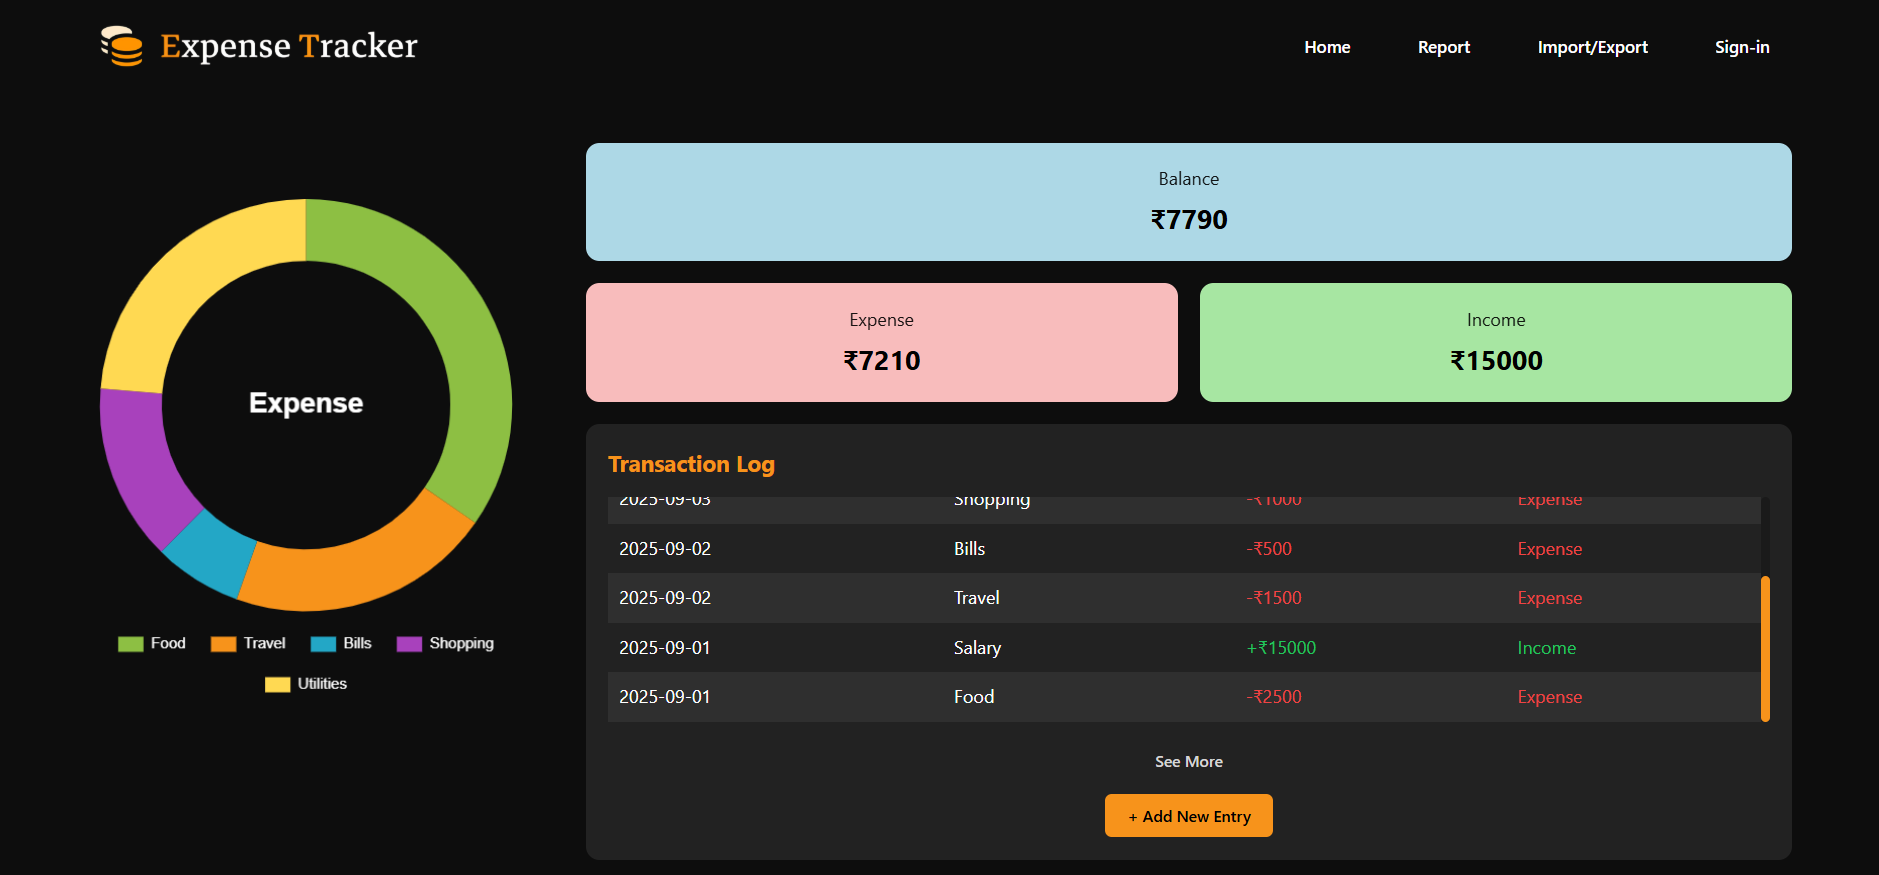 Expense Tracker
Home Report Import/Export Sign-in
Balance
₹7790
Expense
₹7210
Income
₹15000
Expense
Food Travel Bills Shopping
Utilities
Transaction Log
2025-09-03 Shopping -₹1000 Expense
2025-09-02 Bills -₹500 Expense
2025-09-02 Travel -₹1500 Expense
2025-09-01 Salary +₹15000 Income
2025-09-01 Food -₹2500 Expense
See More
+ Add New Entry